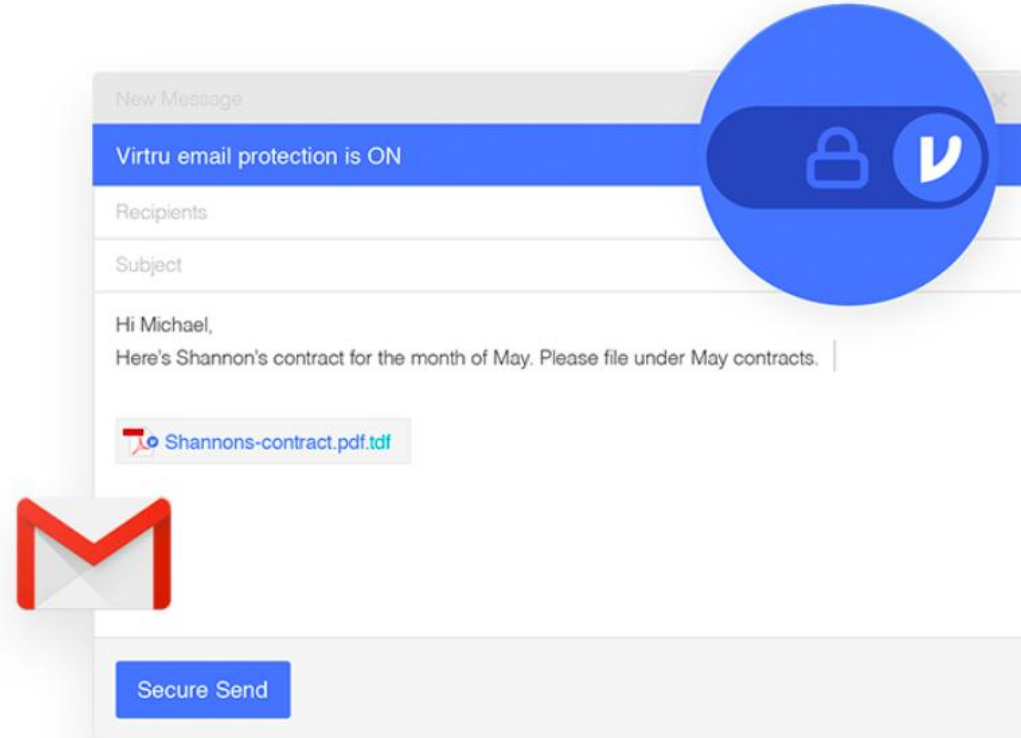 New Message
Virtru email protection is ON
Recipients
Subject
Hi Michael,
Here's Shannon's contract for the month of May. Please file under May contracts.
Shannons-contract.pdf.tdf
Secure Send